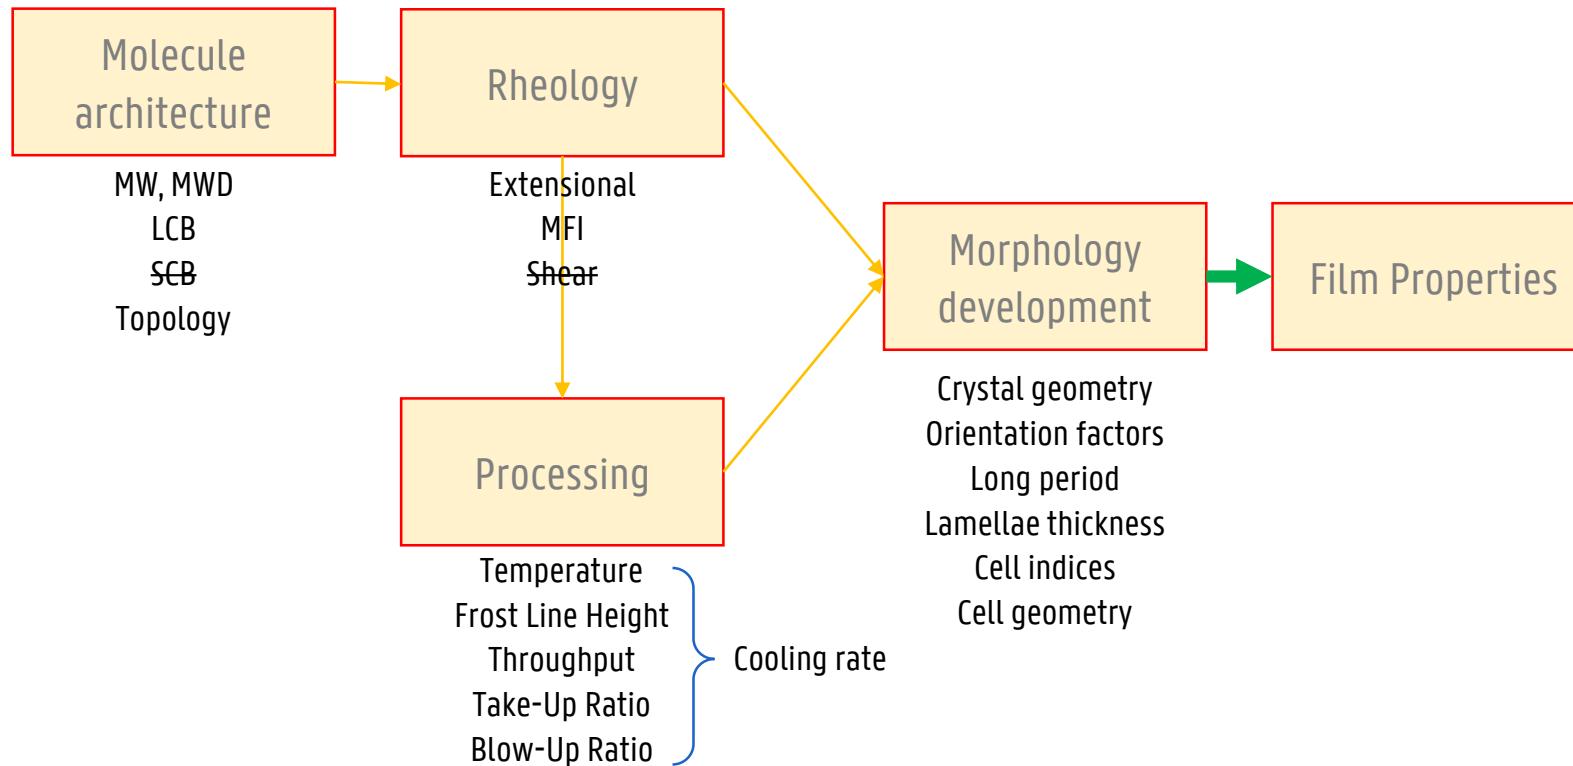 Molecule
architecture
MW, MWD
LCB
SCB
Topology
Rheology
Extensional
MFI
Shear
Processing
Temperature
Frost Line Height
Throughput
Take-Up Ratio
Blow-Up Ratio
Cooling rate
Morphology
development
Crystal geometry
Orientation factors
Long period
Lamellae thickness
Cell indices
Cell geometry
Film Properties